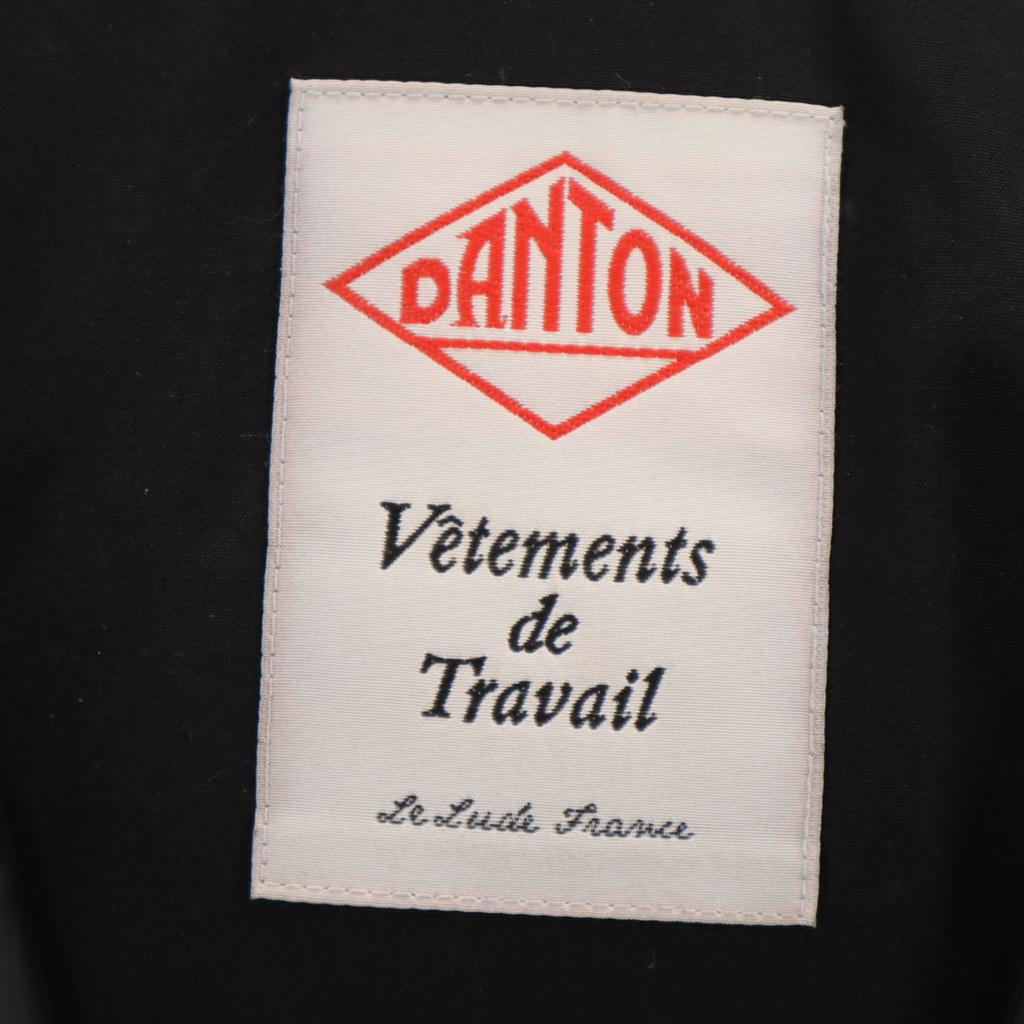 DANTON
Vêtements
de
Travail
Le Lude France